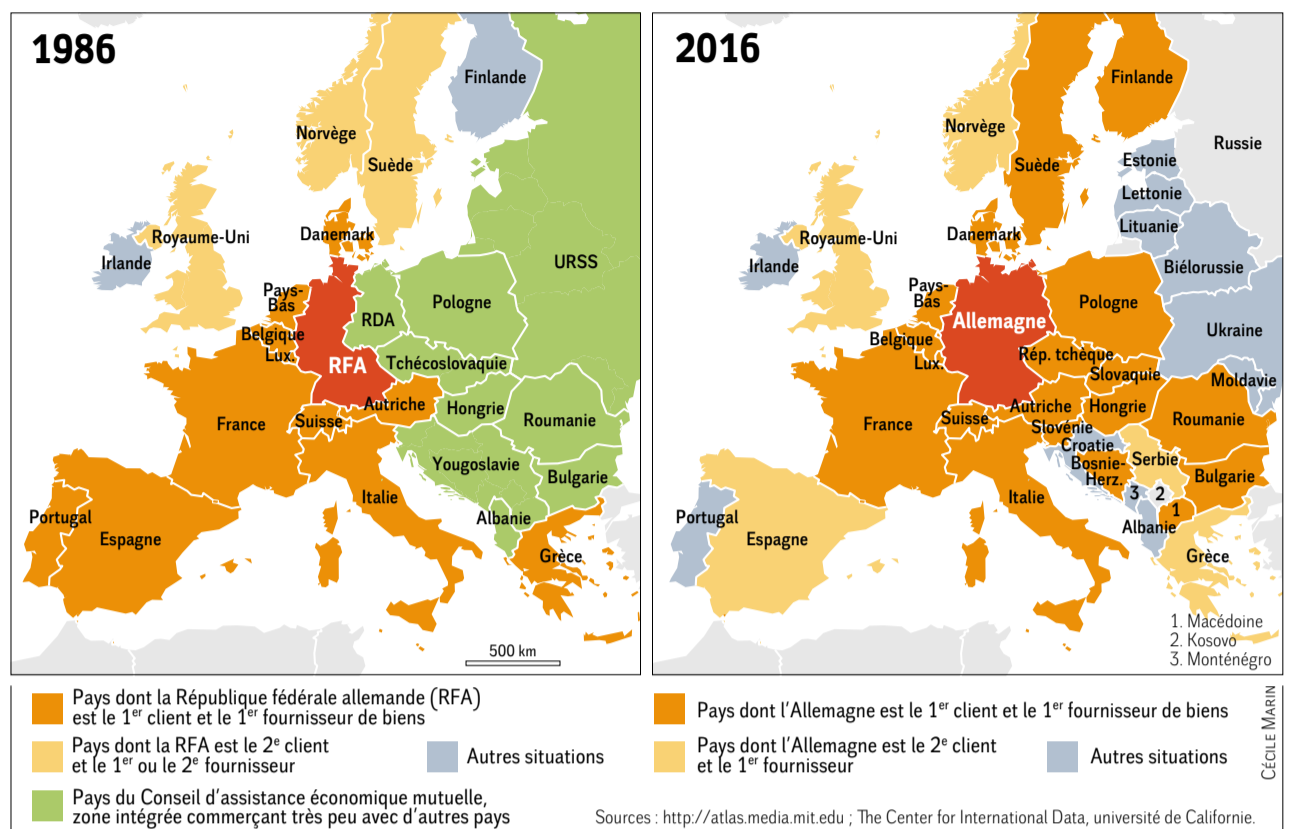 1986
Finlande
Norvège
Suède
Danemark
Royaume-Uni
Irlande
URSS
Pays-
Bas
Pologne
RDA
Belgique
Lux.
RFA
Tchécoslovaquie
Autriche
Hongrie
France
Suisse
Roumanie
Yougoslavie
Bulgarie
Italie
Portugal
Albanie
Espagne
Grèce
500 km
2016
Finlande
Norvège
Russie
Estonie
Suède
Lettonie
Lituanie
Danemark
Royaume-Uni
Irlande
Biélorussie
Pays-
Bas
Pologne
Allemagne
Ukraine
Belgique
Rép. tchèque
Lux.
Slovaquie
Moldavie
Autriche
Hongrie
France
Suisse
Roumanie
Slovénie
Croatie
Bosnie-
Herz.
Serbie
Bulgarie
3
2
Italie
1
Portugal
Albanie
Espagne
Grèce
1. Macédoine
2. Kosovo
3. Monténégro
Pays dont la République fédérale allemande (RFA)
est le 1er client et le 1er fournisseur de biens
Pays dont la RFA est le 2e client
et le 1er ou le 2e fournisseur
Autres situations
Pays du Conseil d'assistance économique mutuelle,
zone intégrée commerçant très peu avec d'autres pays
Pays dont l'Allemagne est le 1er client et le 1er fournisseur de biens
Pays dont l'Allemagne est le 2e client
et le 1er fournisseur
Autres situations
CÉCILE MARIN
Sources : http://atlas.media.mit.edu ; The Center for International Data, université de Californie.